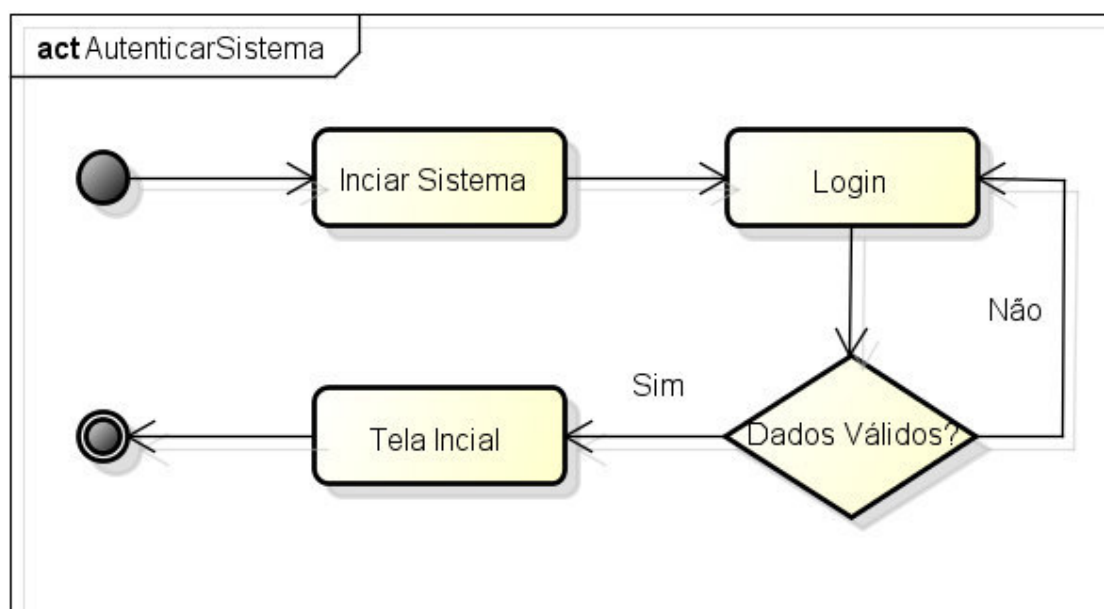 act AutenticarSistema
Inciar Sistema
Login
Não
Sim
Tela Incial
Dados Válidos?